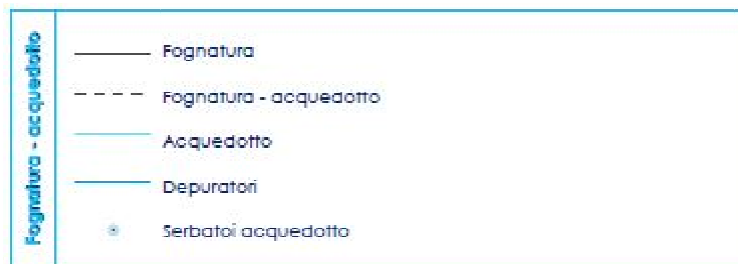 Fognatura - acquedotto
Fognatura
Fognatura - acquedotto
Acquedotto
Depuratori
Serbatoi acquedotto